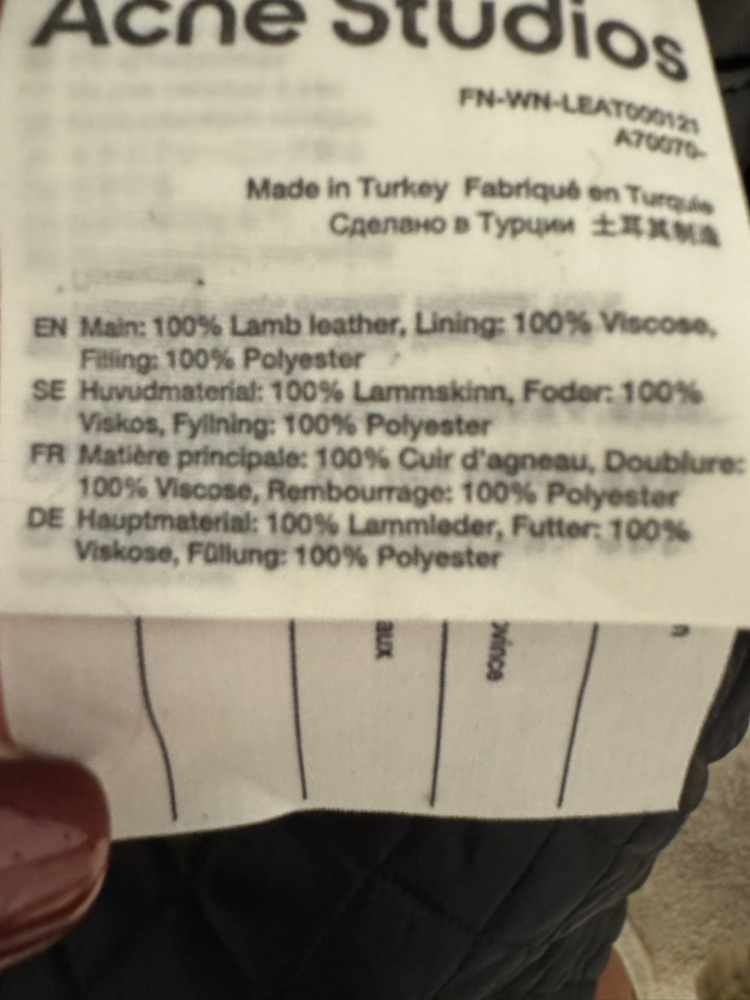 Acne Studios
FN-WN-LEAT000121
A70070-
Made in Turkey Fabriqué en Turquie
Сделано в Турции 土耳其制造
EN Main: 100% Lamb leather, Lining: 100% Viscose,
Filling: 100% Polyester
SE Huvudmaterial: 100% Lammskinn, Foder: 100%
Viskos, Fyllning: 100% Polyester
FR Matière principale: 100% Cuir d'agneau, Doublure:
100% Viscose, Rembourrage: 100% Polyester
DE Hauptmaterial: 100% Lammleder, Futter: 100%
Viskose, Füllung: 100% Polyester
aux
ovince
n